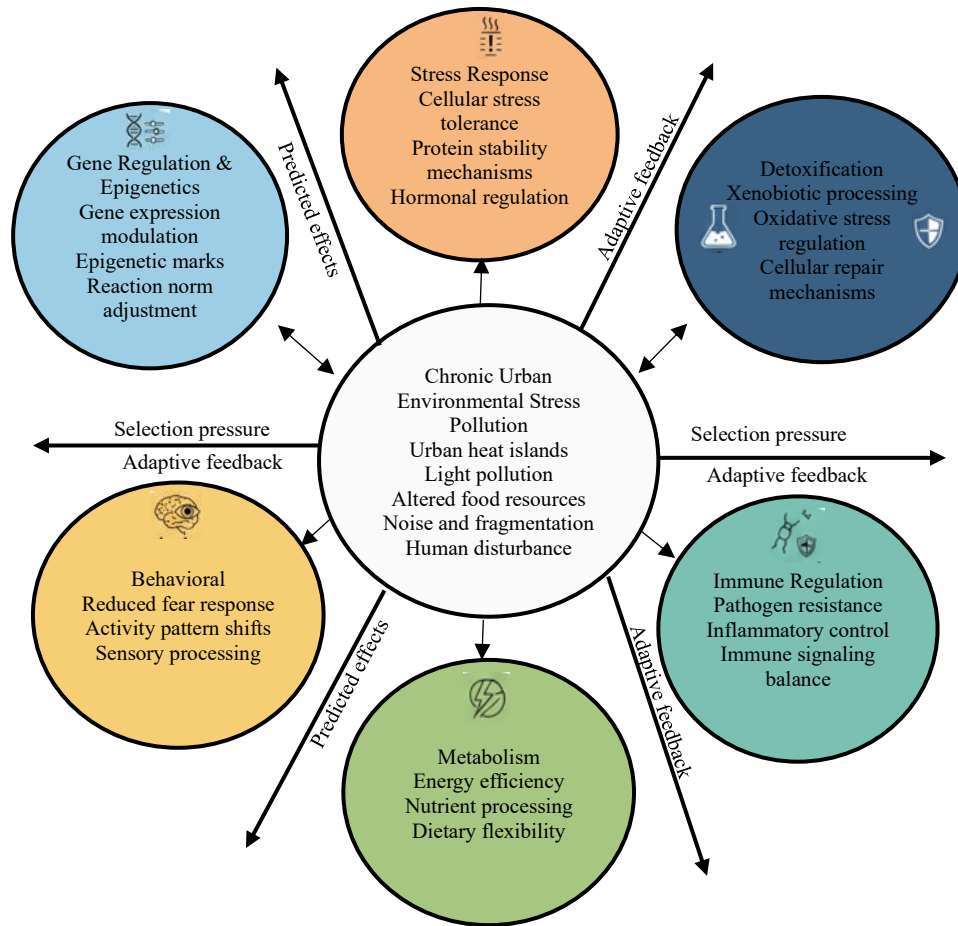 Stress Response
Cellular stress
tolerance
Protein stability
mechanisms
Hormonal regulation
Gene Regulation &
Epigenetics
Gene expression
modulation
Epigenetic marks
Reaction norm
adjustment
Predicted effects
Adaptive feedback
Detoxification
Xenobiotic processing
Oxidative stress
regulation
Cellular repair
mechanisms
Chronic Urban
Environmental Stress
Pollution
Urban heat islands
Light pollution
Altered food resources
Noise and fragmentation
Human disturbance
Selection pressure
Adaptive feedback
Selection pressure
Adaptive feedback
Behavioral
Reduced fear response
Activity pattern shifts
Sensory processing
Predicted effects
Metabolism
Energy efficiency
Nutrient processing
Dietary flexibility
Adaptive feedback
Immune Regulation
Pathogen resistance
Inflammatory control
Immune signaling
balance